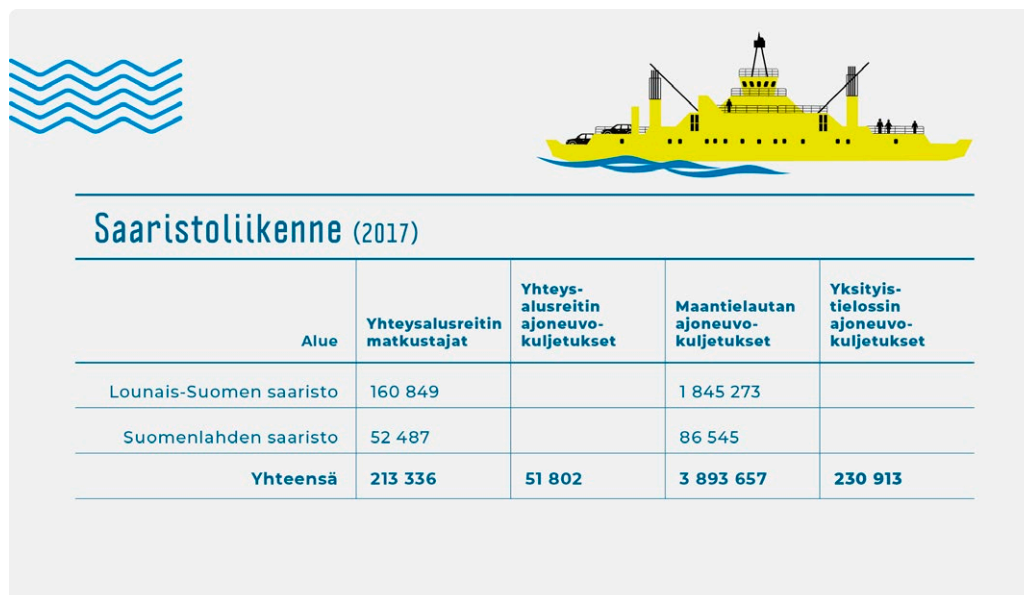 Saaristoliikenne (2017)
Alue
Yhteysalusreitin
matkustajat
Yhteys-
alusreitin
ajoneuvo-
kuljetukset
Maantielautan
ajoneuvo-
kuljetukset
Yksityis-
tielossin
ajoneuvo-
kuljetukset
Lounais-Suomen saaristo 160 849 1 845 273
Suomenlahden saaristo 52 487 86 545
Yhteensä 213 336 51 802 3 893 657 230 913